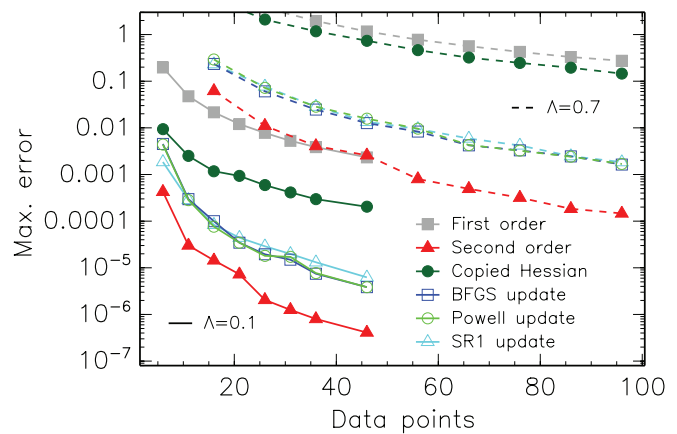 1
0.1
0.01
0.001
0.0001
10⁻⁵
10⁻⁶
10⁻⁷
Max. error
Λ=0.7
First order
Second order
Copied Hessian
BFGS update
Powell update
SR1 update
Λ=0.1
20 40 60 80 100
Data points